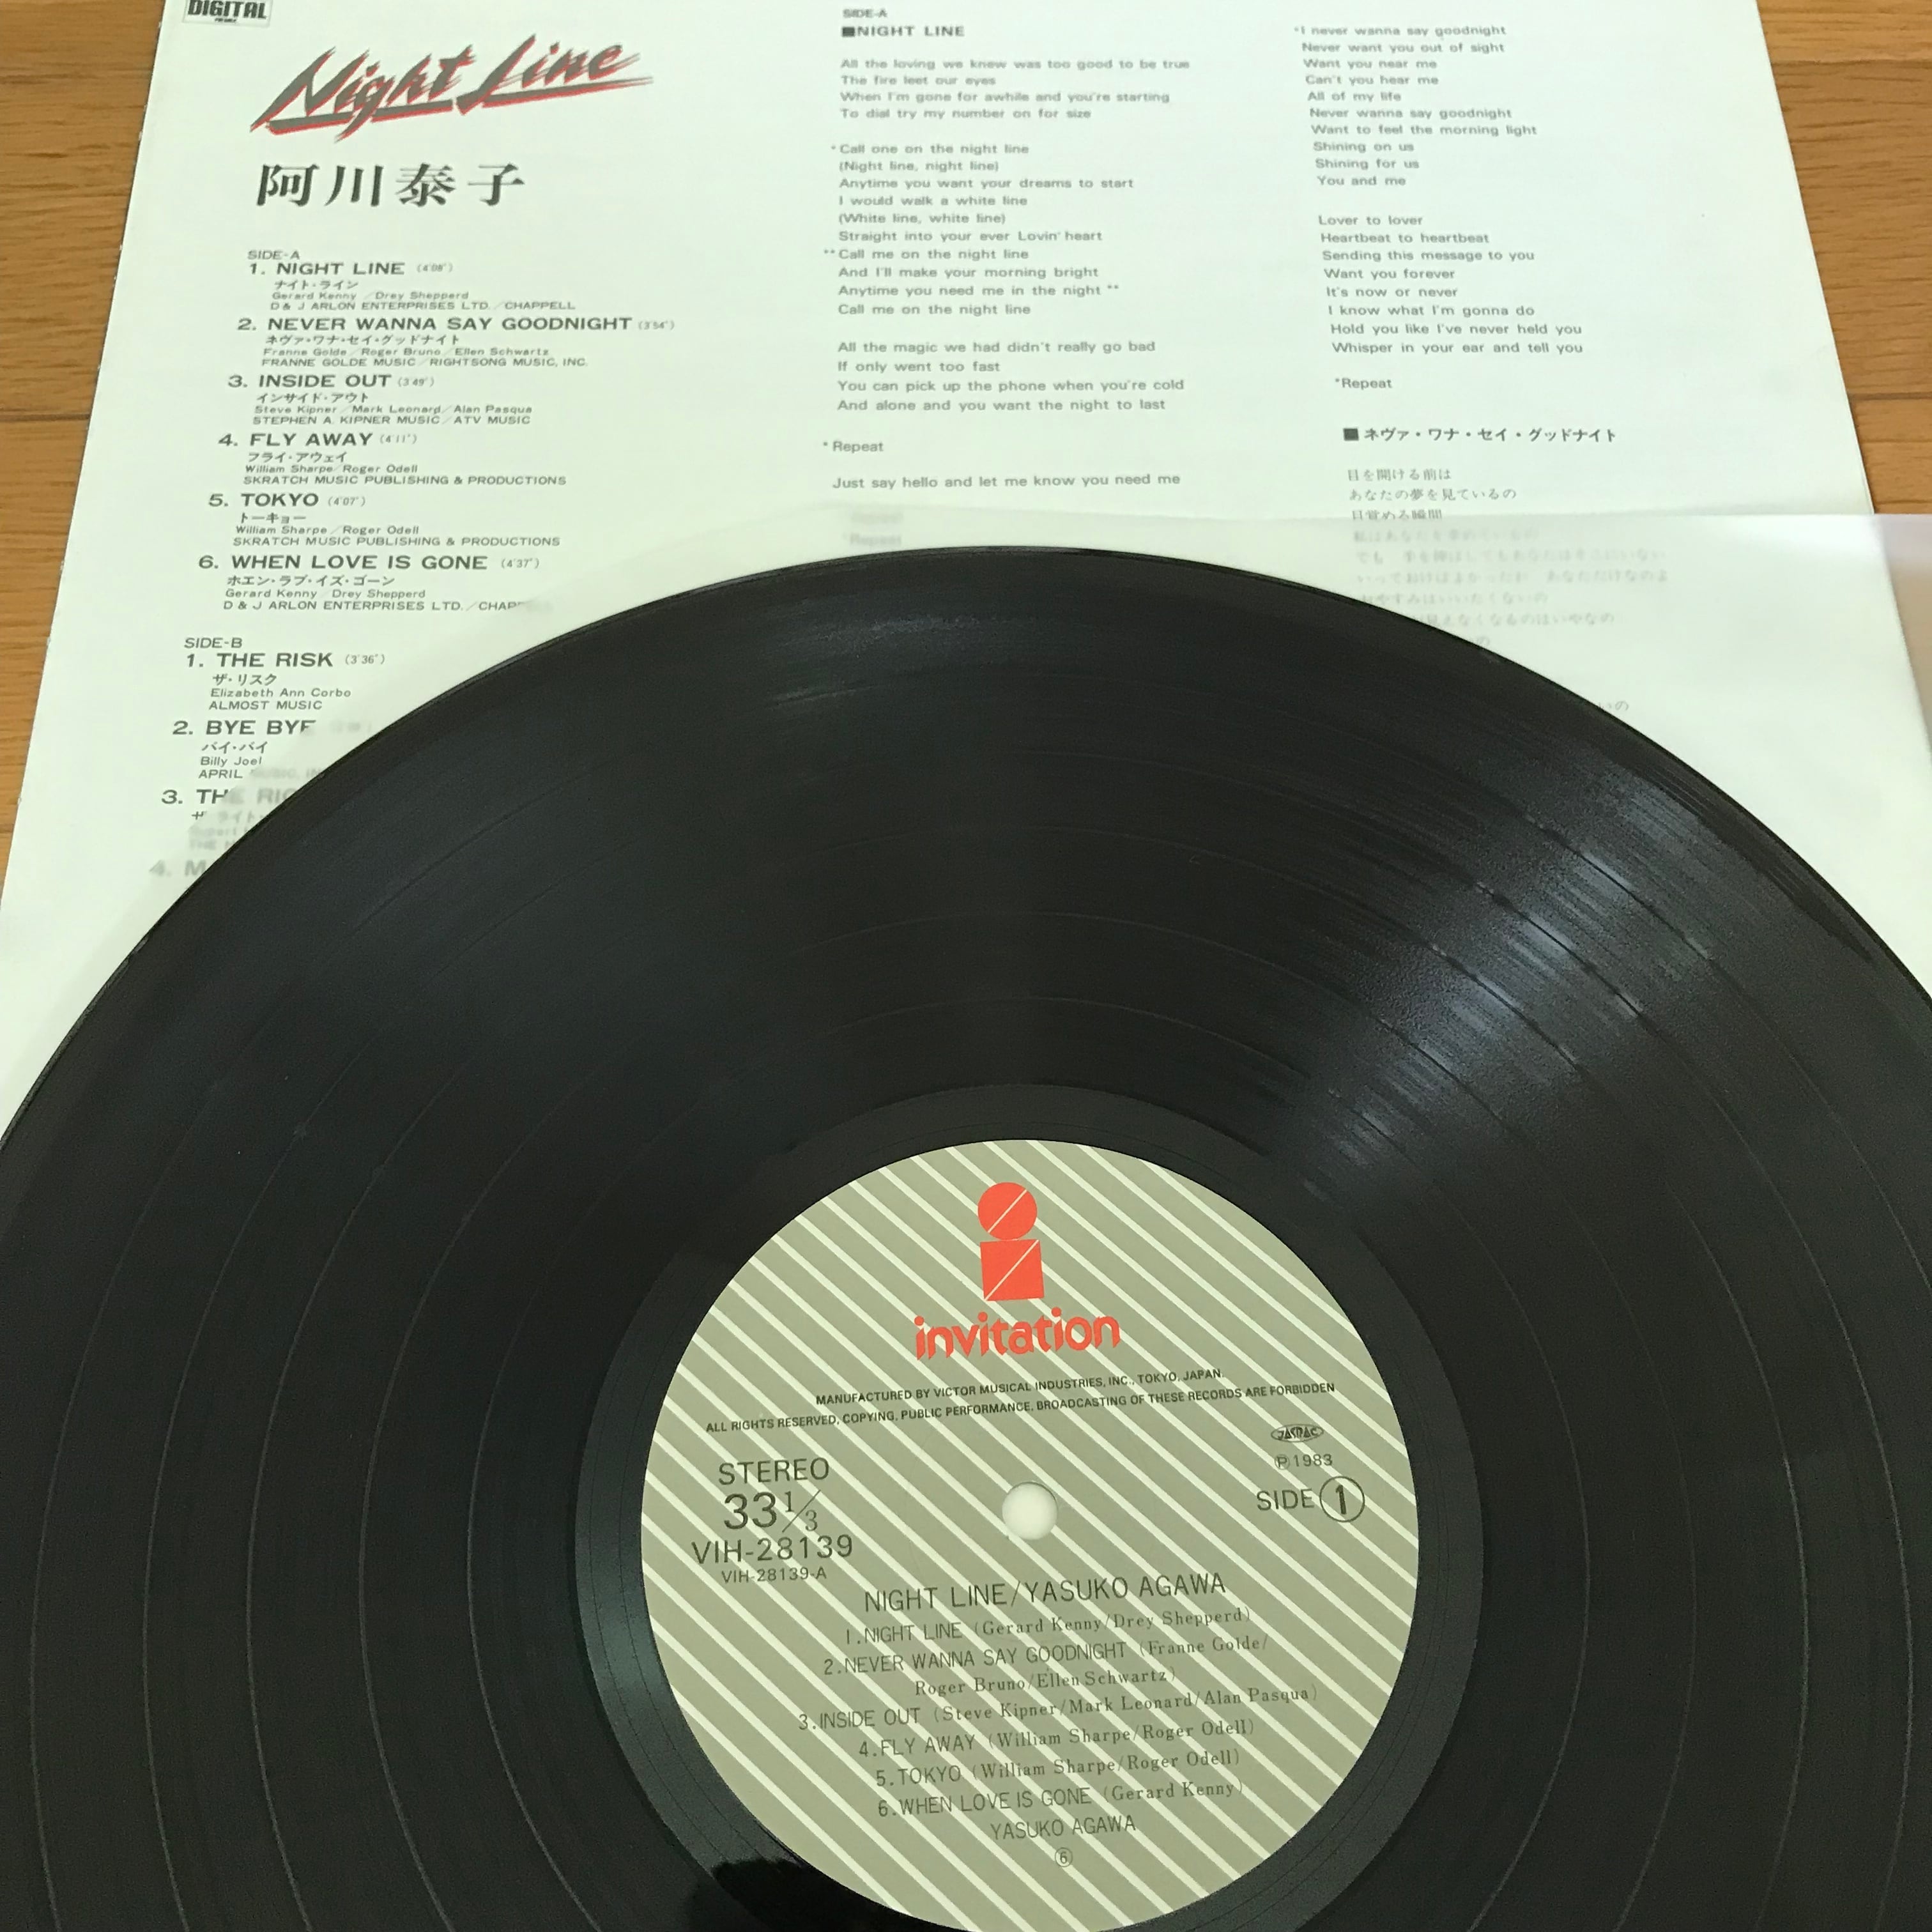 DIGITAL
Night Line
阿川泰子
SIDE-A
1. NIGHT LINE (4'08")
ナイト・ライン
Gerard Kenny／Drey Shepperd
D & J ARLON ENTERPRISES LTD.／CHAPPELL
2. NEVER WANNA SAY GOODNIGHT (3'54")
ネヴァ・ワナ・セイ・グッドナイト
Franne Golde／Roger Bruno／Ellen Schwartz
FRANNE GOLDE MUSIC／RIGHTSONG MUSIC, INC.
3. INSIDE OUT (3'49")
インサイド・アウト
Steve Kipner／Mark Leonard／Alan Pasqua
STEPHEN A. KIPNER MUSIC／ATV MUSIC
4. FLY AWAY (4'11")
フライ・アウェイ
William Sharpe／Roger Odell
SKRATCH MUSIC PUBLISHING & PRODUCTIONS
5. TOKYO (4'07")
トーキョー
William Sharpe／Roger Odell
SKRATCH MUSIC PUBLISHING & PRODUCTIONS
6. WHEN LOVE IS GONE (4'37")
ホエン・ラブ・イズ・ゴーン
Gerard Kenny／Drey Shepperd
D & J ARLON ENTERPRISES LTD.／CHAP
SIDE-B
1. THE RISK (3'36")
ザ・リスク
Elizabeth Ann Corbo
ALMOST MUSIC
2. BYE BYE
バイ・バイ
Billy Joel
APRIL
3. THE RIG
ザ ライト
4. M
SIDE-A
■NIGHT LINE
All the loving we knew was too good to be true
The fire leet our eyes
When I'm gone for awhile and you're starting
To dial try my number on for size
*Call one on the night line
(Night line, night line)
Anytime you want your dreams to start
I would walk a white line
(White line, white line)
Straight into your ever Lovin' heart
**Call me on the night line
And I'll make your morning bright
Anytime you need me in the night **
Call me on the night line
All the magic we had didn't really go bad
If only went too fast
You can pick up the phone when you're cold
And alone and you want the night to last
* Repeat
Just say hello and let me know you need me
Repeat
*Repeat
*I never wanna say goodnight
Never want you out of sight
Want you near me
Can't you hear me
All of my life
Never wanna say goodnight
Want to feel the morning light
Shining on us
Shining for us
You and me
Lover to lover
Heartbeat to heartbeat
Sending this message to you
Want you forever
It's now or never
I know what I'm gonna do
Hold you like I've never held you
Whisper in your ear and tell you
*Repeat
■ネヴァ・ワナ・セイ・グッドナイト
目を開ける前は
あなたの夢を見ているの
目覚める瞬間
invitation
MANUFACTURED BY VICTOR MUSICAL INDUSTRIES, INC., TOKYO, JAPAN.
ALL RIGHTS RESERVED, COPYING, PUBLIC PERFORMANCE, BROADCASTING OF THESE RECORDS ARE FORBIDDEN
JASRAC
Ⓟ1983
STEREO
33 1/3
SIDE 1
VIH-28139
VIH-28139-A
NIGHT LINE/YASUKO AGAWA
1.NIGHT LINE (Gerard Kenny/Drey Shepperd)
2.NEVER WANNA SAY GOODNIGHT (Franne Golde/
Roger Bruno/Ellen Schwartz)
3.INSIDE OUT (Steve Kipner/Mark Leonard/Alan Pasqua)
4.FLY AWAY (William Sharpe/Roger Odell)
5.TOKYO (William Sharpe/Roger Odell)
6.WHEN LOVE IS GONE (Gerard Kenny)
YASUKO AGAWA
⑥